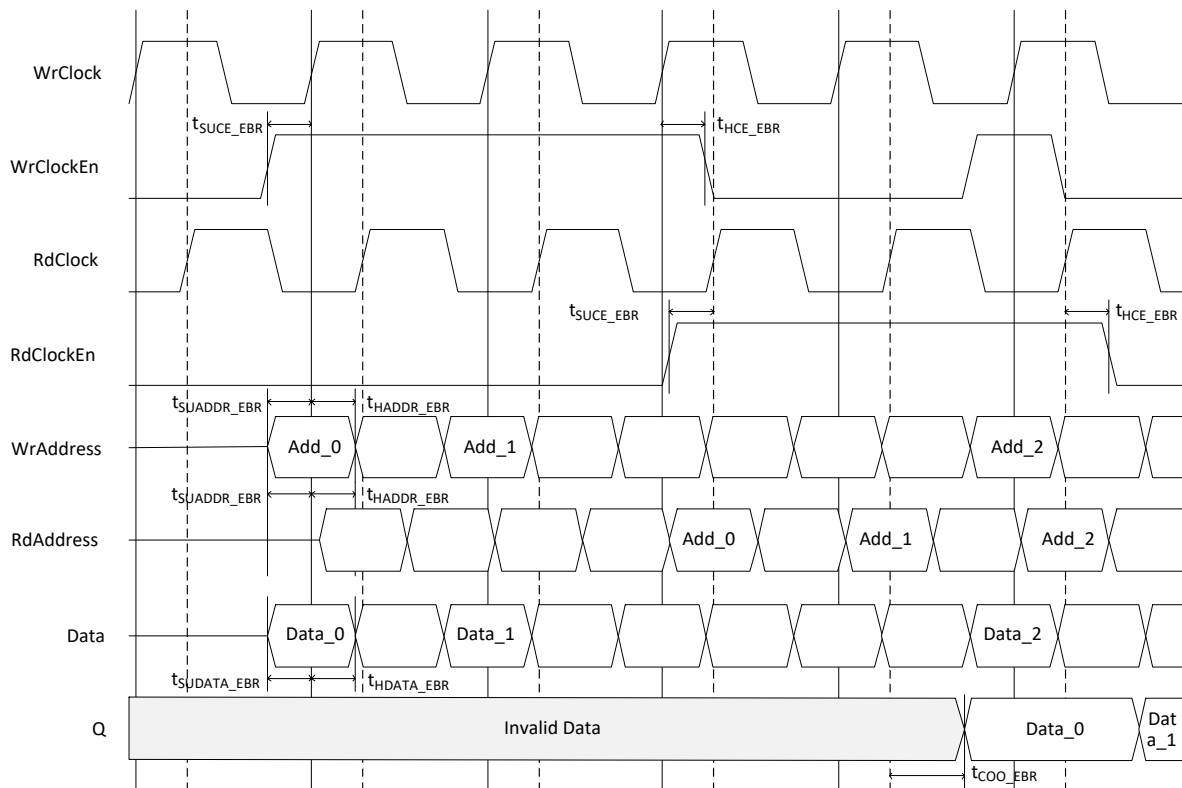 WrClock
tSUCE_EBR tHCE_EBR
WrClockEn
RdClock
tSUCE_EBR tHCE_EBR
RdClockEn
tSUADDR_EBR tHADDR_EBR
WrAddress Add_0 Add_1 Add_2
tSUADDR_EBR tHADDR_EBR
RdAddress Add_0 Add_1 Add_2
Data Data_0 Data_1 Data_2
tSUDATA_EBR tHDATA_EBR
Q Invalid Data Data_0 Dat
a_1
tCOO_EBR